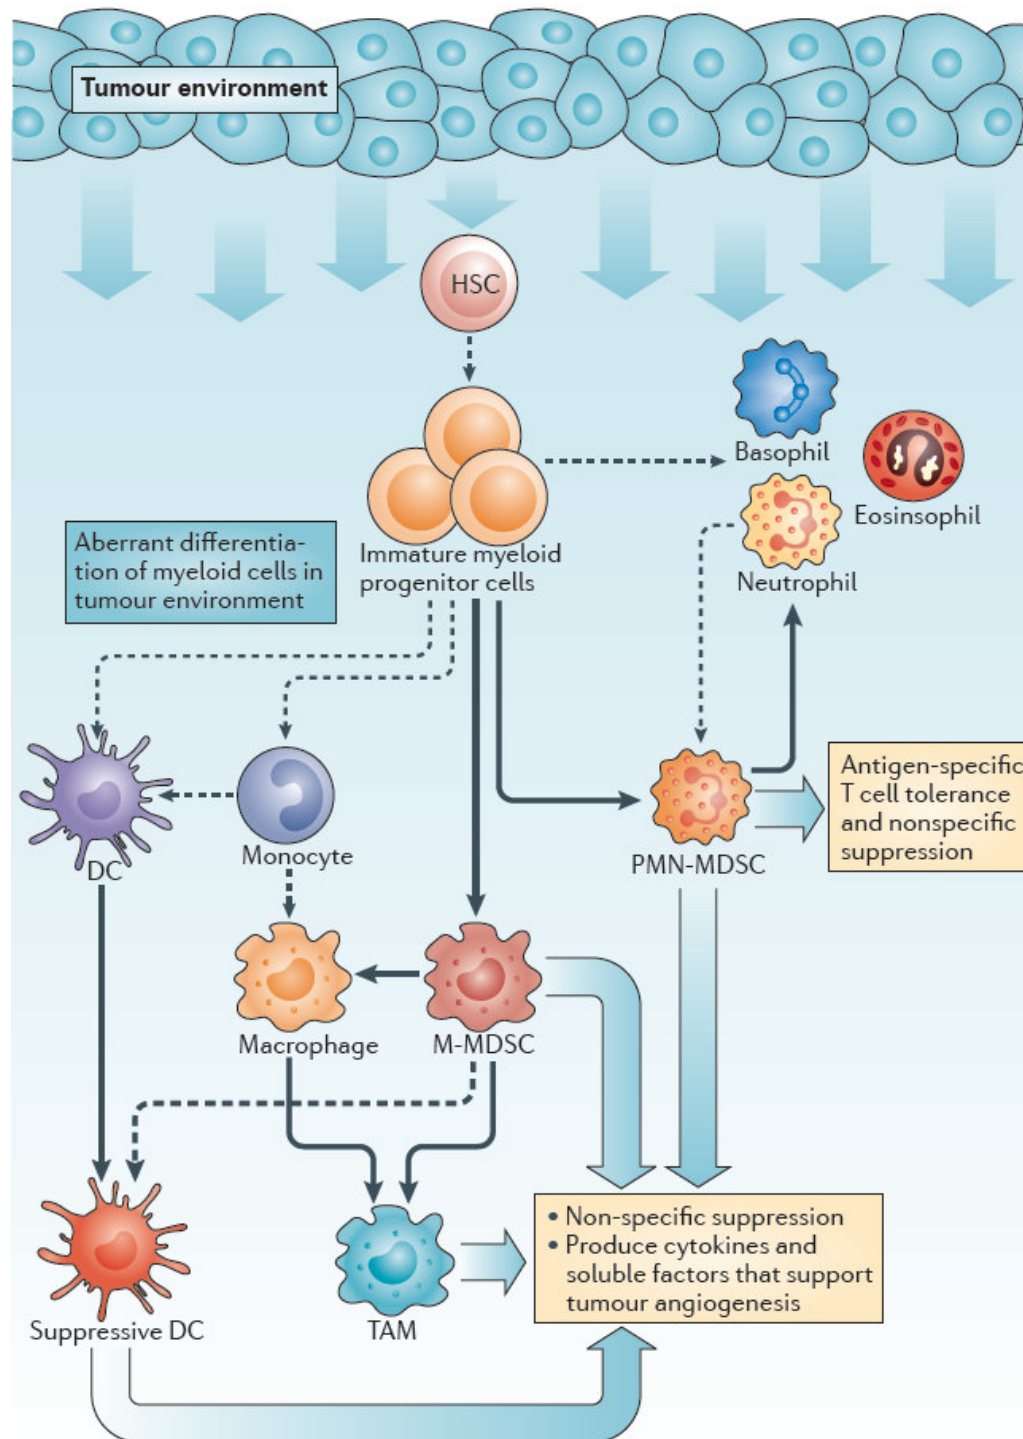 Tumour environment
HSC
Basophil
Eosinsophil
Neutrophil
Immature myeloid
progenitor cells
Aberrant differentia-
tion of myeloid cells in
tumour environment
DC
Monocyte
PMN-MDSC
Antigen-specific
T cell tolerance
and nonspecific
suppression
Macrophage
M-MDSC
Suppressive DC
TAM
• Non-specific suppression
• Produce cytokines and
soluble factors that support
tumour angiogenesis